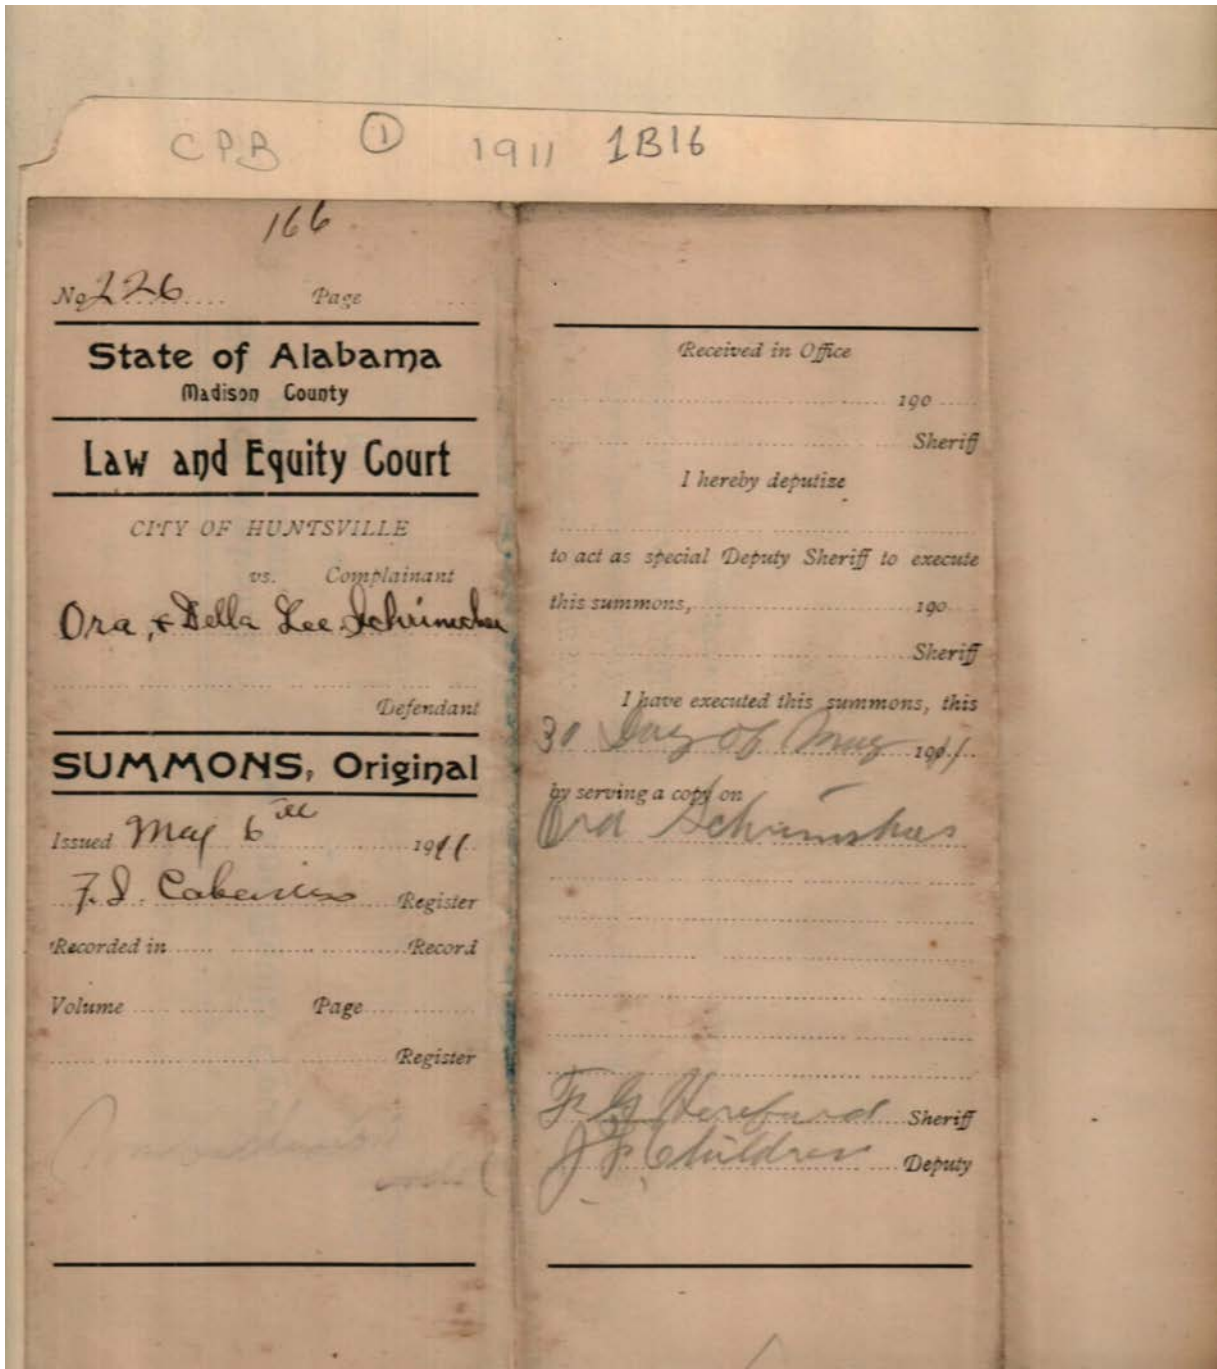 CPB ① 1911 1B16
166
No 226 Page
State of Alabama
Madison County
Law and Equity Court
CITY OF HUNTSVILLE
vs. Complainant
Ora, & Della Lee Schrimsher
Defendant
SUMMONS, Original
Issued May 6th 1911
Register
Recorded in Record
Volume Page
Register
Received in Office
190
Sheriff
I hereby deputize
to act as special Deputy Sheriff to execute
this summons, 190
Sheriff
I have executed this summons, this
30 Day of May 1911
by serving a copy on
Ora Schrimsher
F. G. Hereford Sheriff
J F Childress Deputy